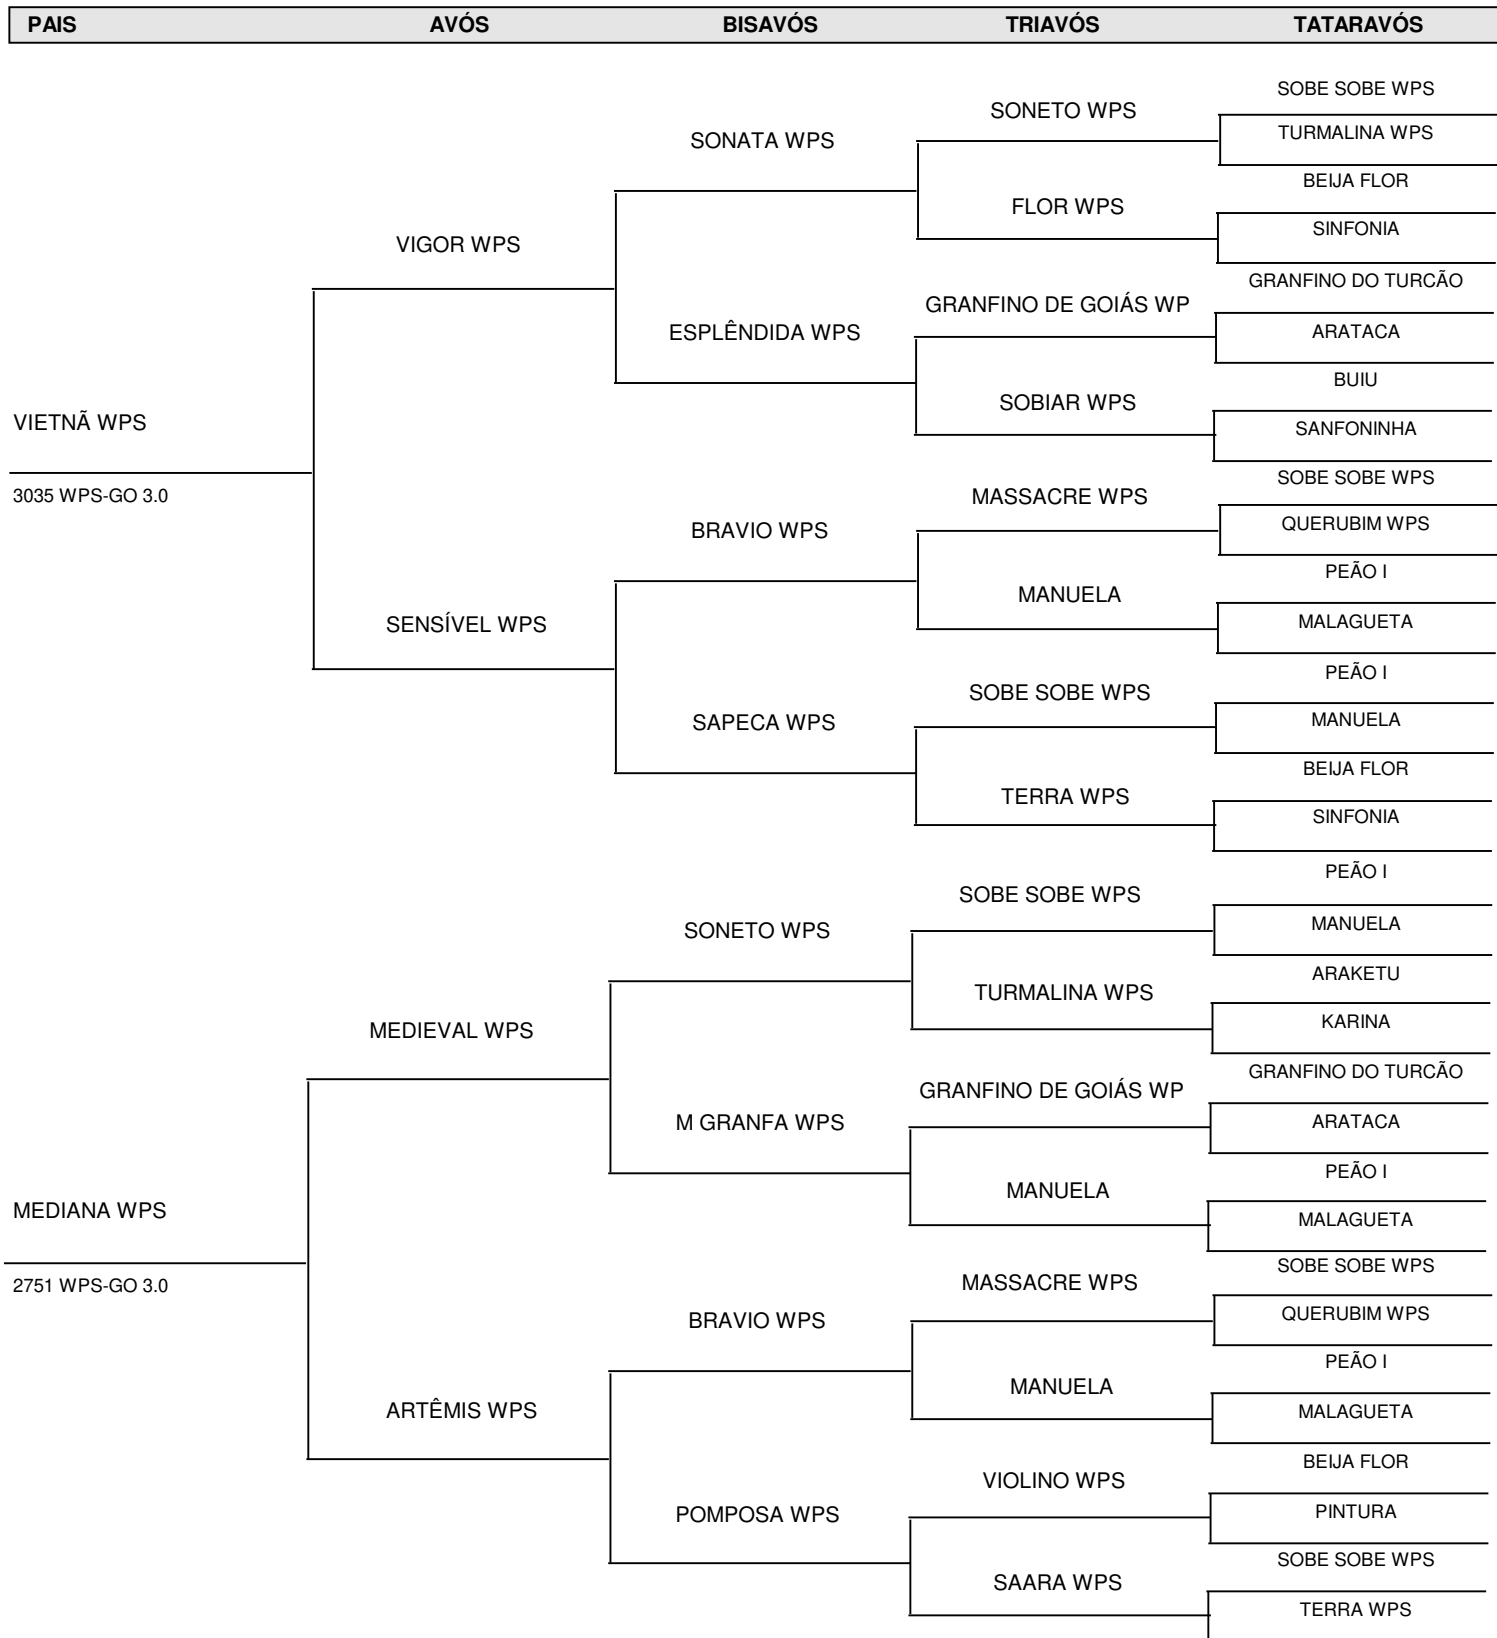 PAIS AVÓS BISAVÓS TRIAVÓS TATARAVÓS
SOBE SOBE WPS
SONETO WPS
TURMALINA WPS
SONATA WPS
BEIJA FLOR
FLOR WPS
SINFONIA
VIGOR WPS
GRANFINO DO TURCÃO
GRANFINO DE GOIÁS WP
ARATACA
ESPLÊNDIDA WPS
BUIU
SOBIAR WPS
SANFONINHA
VIETNÃ WPS
3035 WPS-GO 3.0
SOBE SOBE WPS
MASSACRE WPS
QUERUBIM WPS
BRAVIO WPS
PEÃO I
MANUELA
MALAGUETA
SENSÍVEL WPS
PEÃO I
SOBE SOBE WPS
MANUELA
SAPECA WPS
BEIJA FLOR
TERRA WPS
SINFONIA
PEÃO I
SOBE SOBE WPS
MANUELA
SONETO WPS
ARAKETU
TURMALINA WPS
KARINA
MEDIEVAL WPS
GRANFINO DO TURCÃO
GRANFINO DE GOIÁS WP
ARATACA
M GRANFA WPS
PEÃO I
MANUELA
MALAGUETA
MEDIANA WPS
2751 WPS-GO 3.0
SOBE SOBE WPS
MASSACRE WPS
QUERUBIM WPS
BRAVIO WPS
PEÃO I
MANUELA
MALAGUETA
ARTÊMIS WPS
BEIJA FLOR
VIOLINO WPS
PINTURA
POMPOSA WPS
SOBE SOBE WPS
SAARA WPS
TERRA WPS